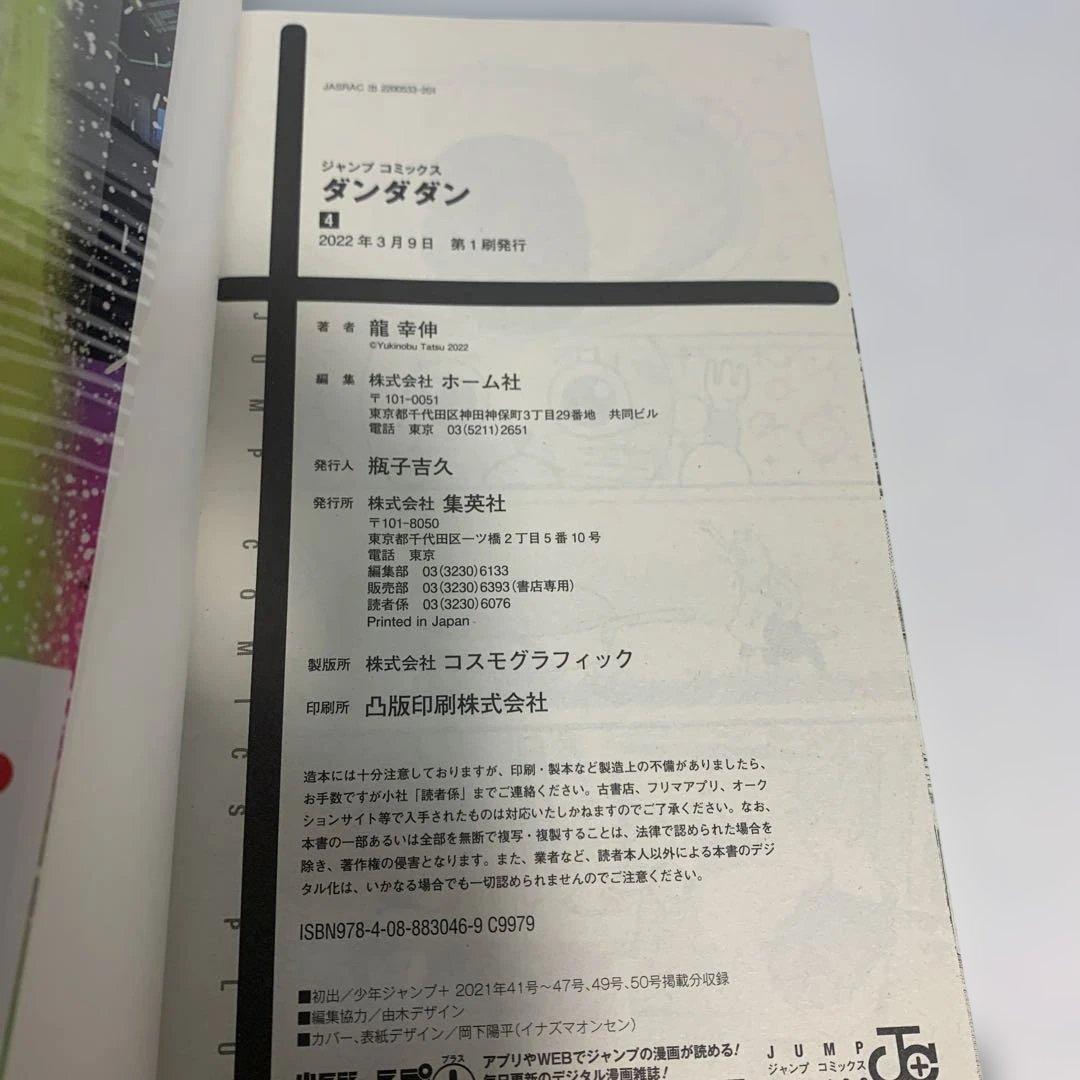 JASRAC 出 2200533-201
ジャンプ コミックス
ダンダダン
4
2022年3月9日 第1刷発行
著者 龍 幸伸
©Yukinobu Tatsu 2022
編集 株式会社 ホーム社
〒101-0051
東京都千代田区神田神保町3丁目29番地 共同ビル
電話 東京 03(5211)2651
発行人 瓶子吉久
発行所 株式会社 集英社
〒101-8050
東京都千代田区一ツ橋2丁目5番10号
電話 東京
編集部 03(3230)6133
販売部 03(3230)6393(書店専用)
読者係 03(3230)6076
Printed in Japan
製版所 株式会社 コスモグラフィック
印刷所 凸版印刷株式会社
造本には十分注意しておりますが、印刷・製本など製造上の不備がありましたら、
お手数ですが小社「読者係」までご連絡ください。古書店、フリマアプリ、オーク
ションサイト等で入手されたものは対応いたしかねますのでご了承ください。なお、
本書の一部あるいは全部を無断で複写・複製することは、法律で認められた場合を
除き、著作権の侵害となります。また、業者など、読者本人以外による本書のデジ
タル化は、いかなる場合でも一切認められませんのでご注意ください。
ISBN978-4-08-883046-9 C9979
■初出/少年ジャンプ+ 2021年41号~47号、49号、50号掲載分収録
■編集協力/由木デザイン
■カバー、表紙デザイン/岡下陽平(イナズマオンセン)
プラス
アプリやWEBでジャンプの漫画が読める!
毎日更新のデジタル漫画雑誌!
JUMP
ジャンプ コミックス
JUMP COMICS PLU